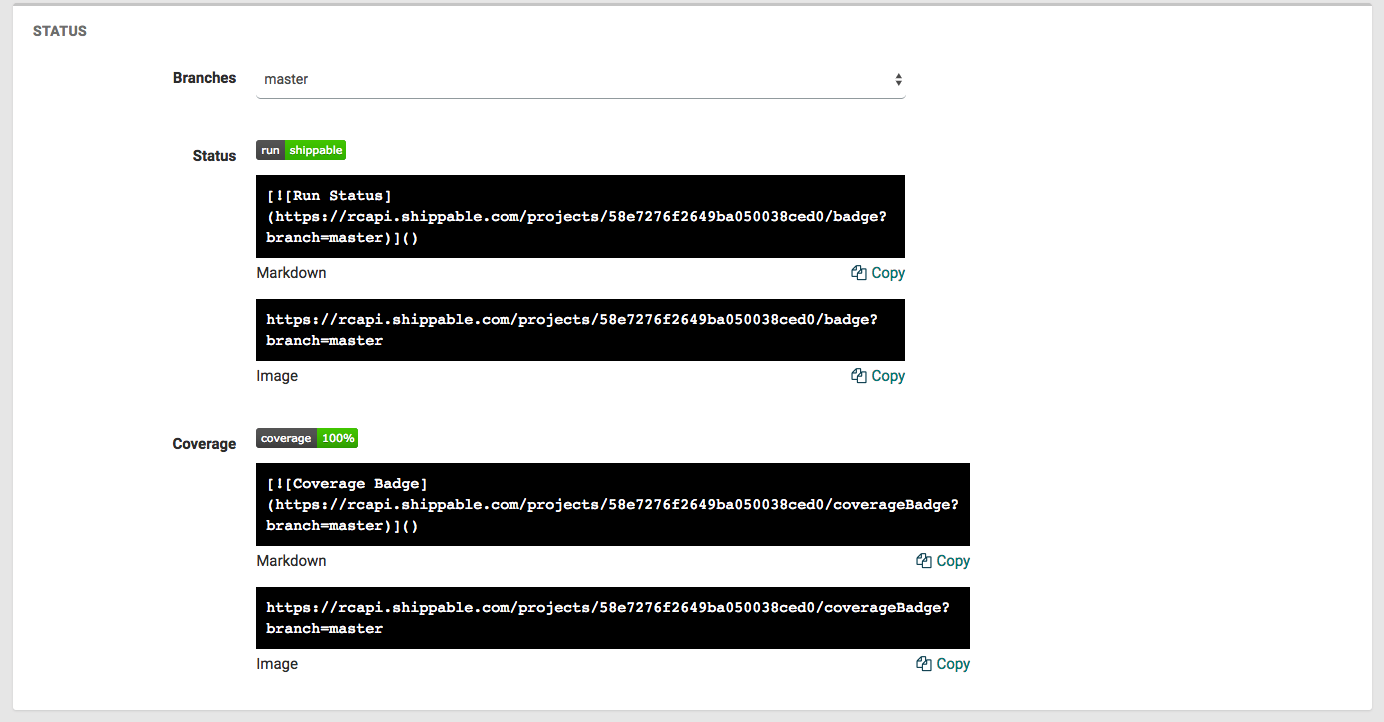 STATUS
Branches
master
Status
run shippable
[![Run Status]
(https://rcapi.shippable.com/projects/58e7276f2649ba050038ced0/badge?
branch=master)]()
Markdown
Copy
https://rcapi.shippable.com/projects/58e7276f2649ba050038ced0/badge?
branch=master
Image
Copy
Coverage
coverage 100%
[![Coverage Badge]
(https://rcapi.shippable.com/projects/58e7276f2649ba050038ced0/coverageBadge?
branch=master)]()
Markdown
Copy
https://rcapi.shippable.com/projects/58e7276f2649ba050038ced0/coverageBadge?
branch=master
Image
Copy